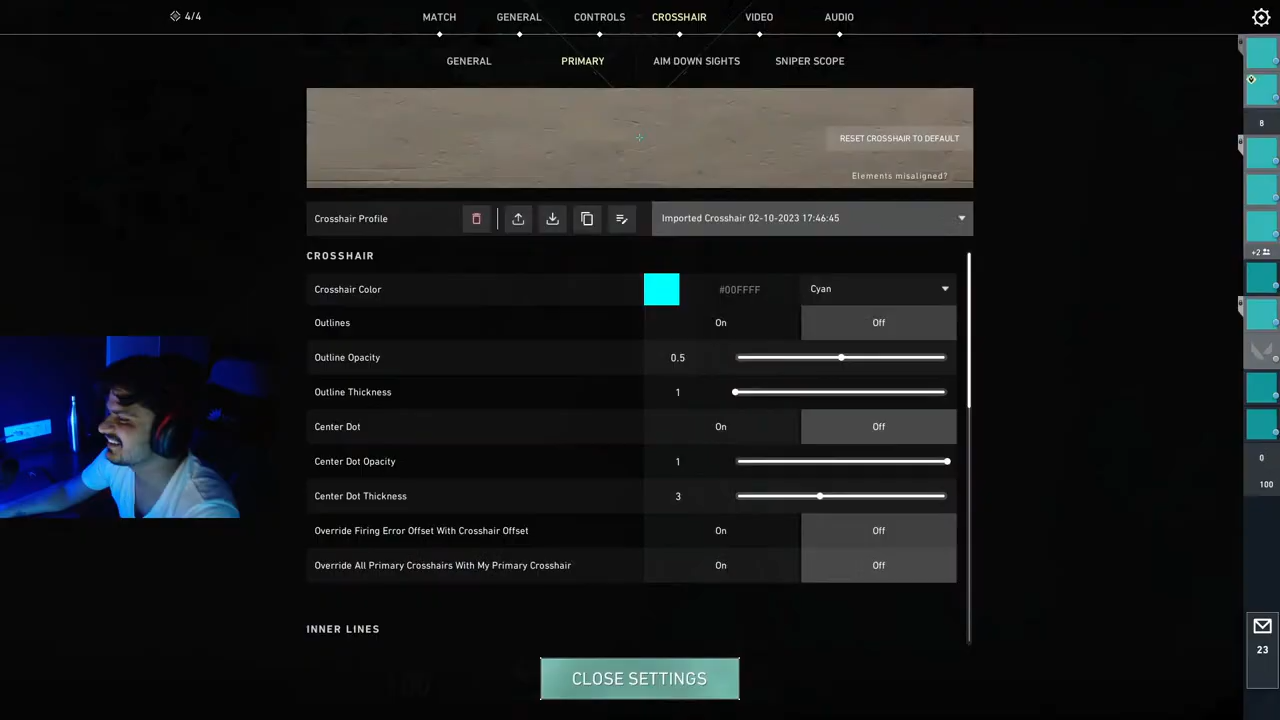 4/4
MATCH GENERAL CONTROLS CROSSHAIR VIDEO AUDIO
GENERAL PRIMARY AIM DOWN SIGHTS SNIPER SCOPE
RESET CROSSHAIR TO DEFAULT
Elements misaligned?
8
Crosshair Profile Imported Crosshair 02-10-2023 17:46:45
+2
CROSSHAIR
Crosshair Color #00FFFF Cyan
Outlines On Off
Outline Opacity 0.5
Outline Thickness 1
Center Dot On Off
Center Dot Opacity 1
0
Center Dot Thickness 3
100
Override Firing Error Offset With Crosshair Offset On Off
Override All Primary Crosshairs With My Primary Crosshair On Off
INNER LINES
23
CLOSE SETTINGS